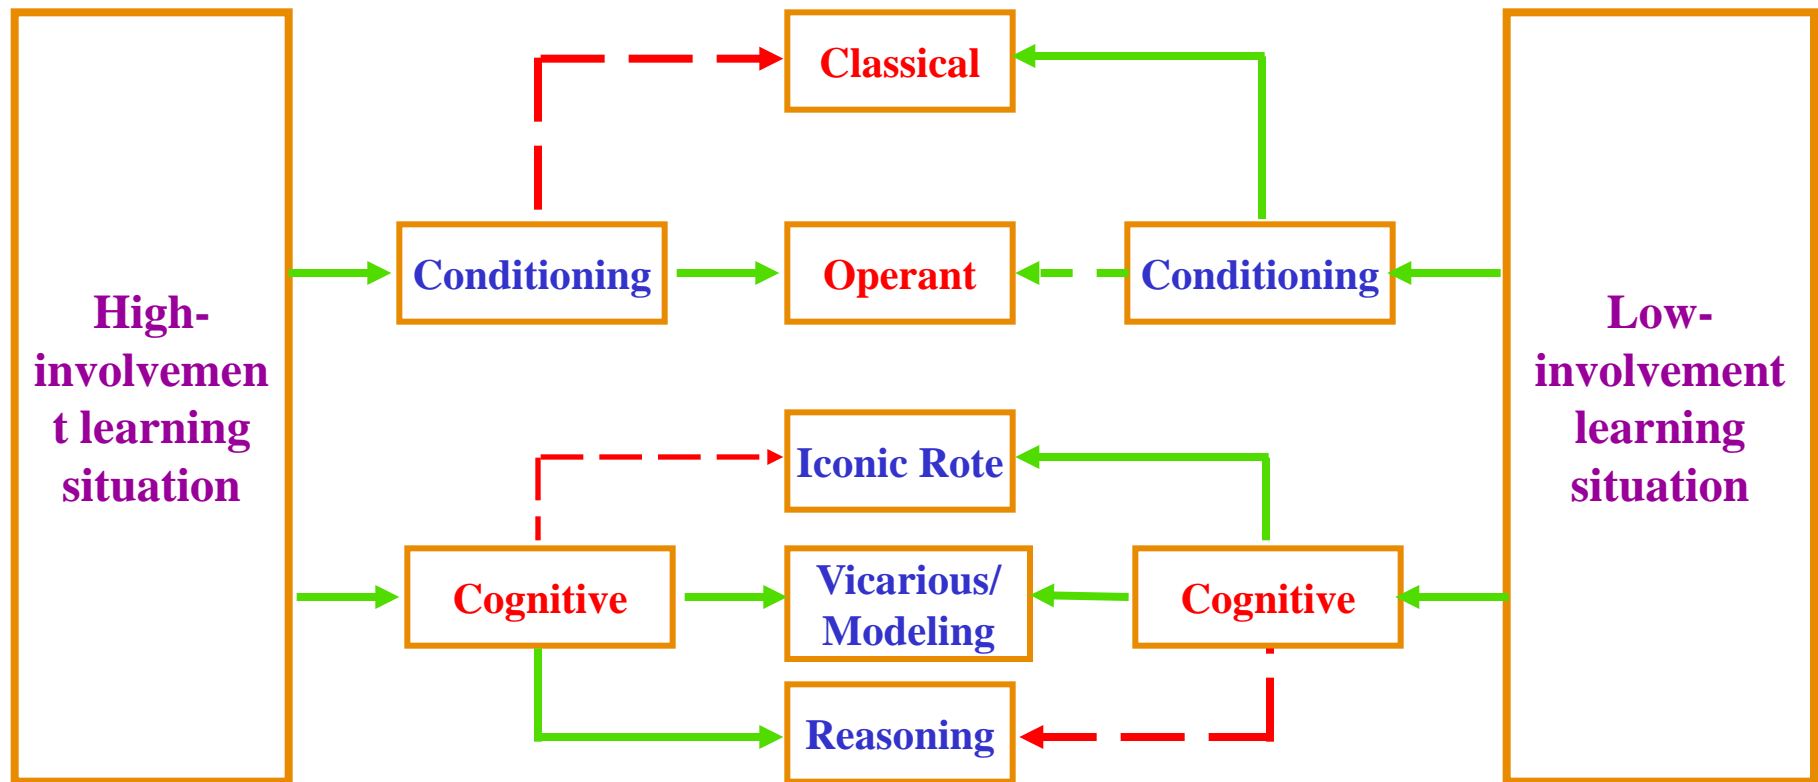 High-
involvemen
t learning
situation
Classical
Conditioning
Operant
Conditioning
Iconic Rote
Cognitive
Vicarious/
Modeling
Cognitive
Reasoning
Low-
involvement
learning
situation